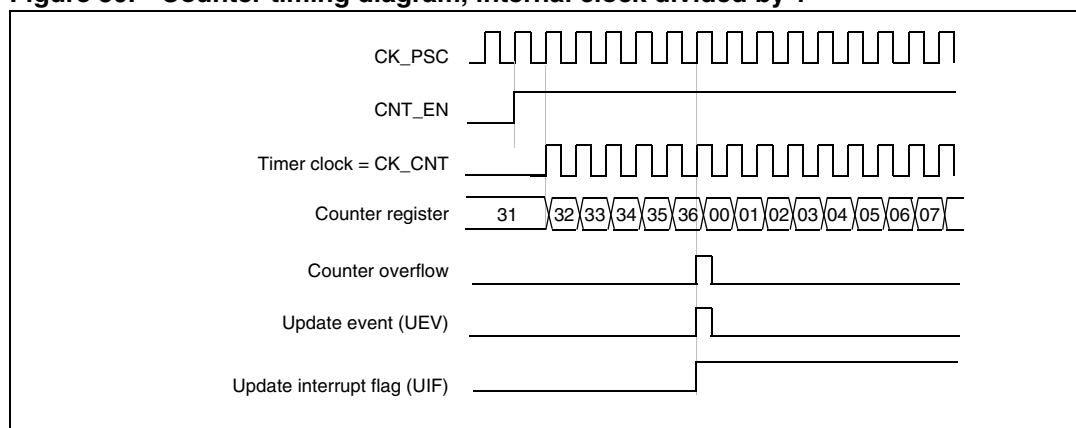 CK_PSC
CNT_EN
Timer clock = CK_CNT
Counter register 31 32 33 34 35 36 00 01 02 03 04 05 06 07
Counter overflow
Update event (UEV)
Update interrupt flag (UIF)